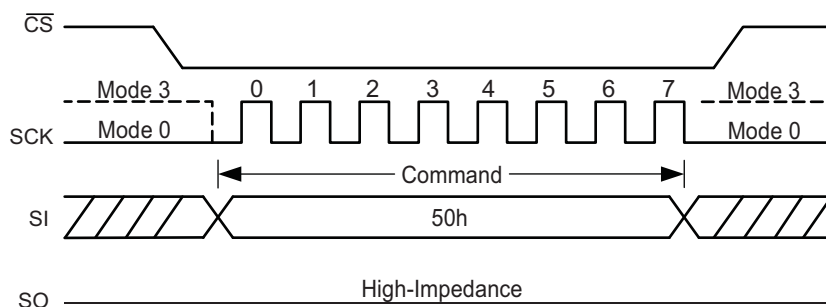 CS
Mode 3 0 1 2 3 4 5 6 7 Mode 3
SCK Mode 0 Mode 0
Command
SI 50h
High-Impedance
SO